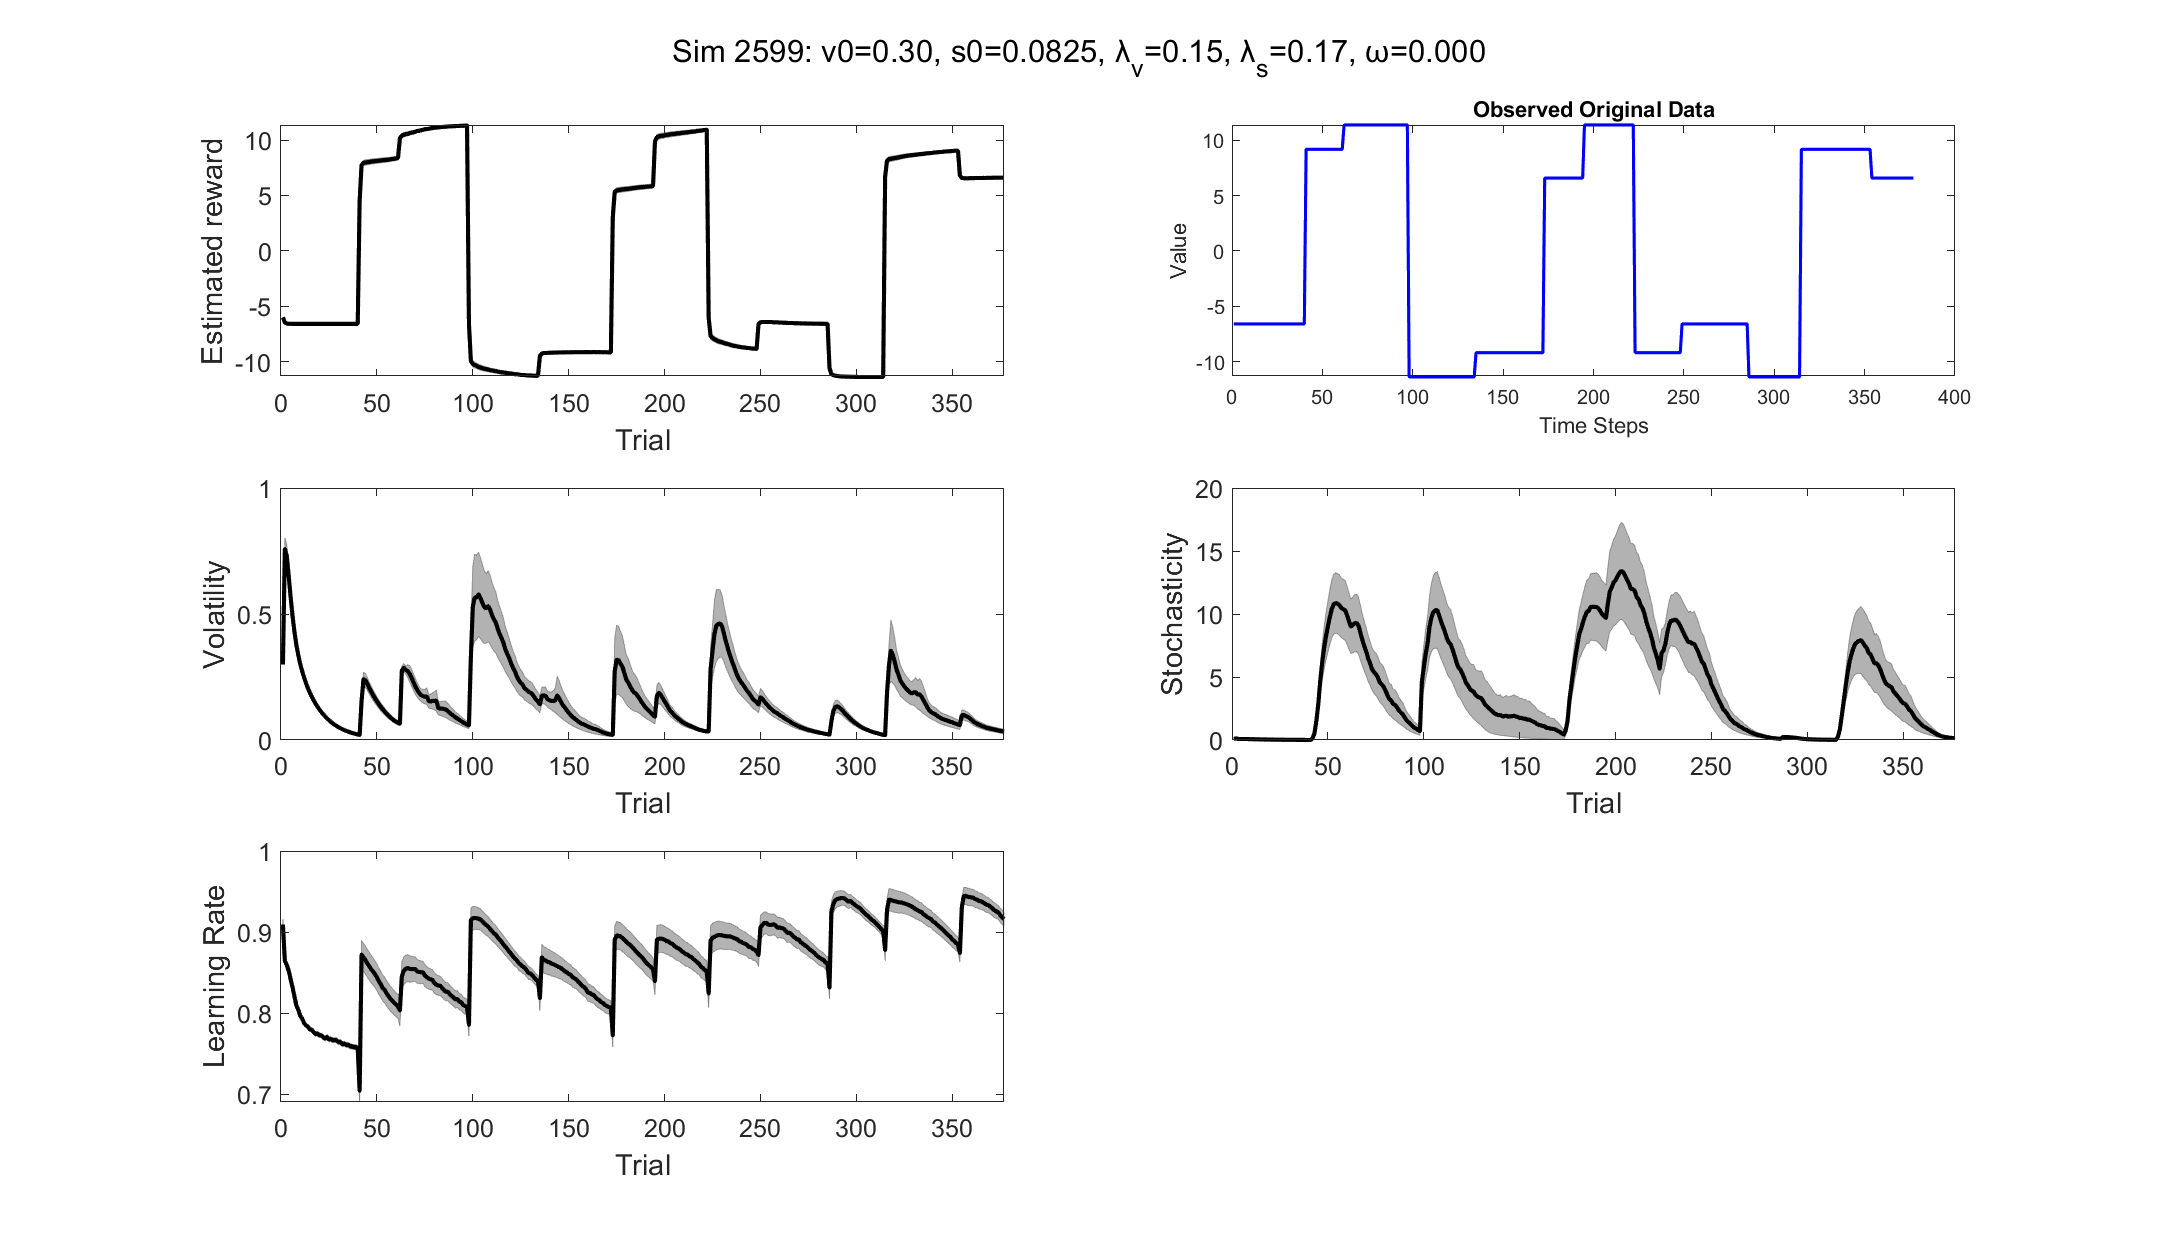 Sim 2599: v0=0.30, s0=0.0825, λ_v=0.15, λ_s=0.17, ω=0.000
Estimated reward
10
5
0
-5
-10
0 50 100 150 200 250 300 350
Trial
Observed Original Data
Value
10
5
0
-5
-10
0 50 100 150 200 250 300 350 400
Time Steps
Volatility
1
0.5
0
0 50 100 150 200 250 300 350
Trial
Stochasticity
20
15
10
5
0
0 50 100 150 200 250 300 350
Trial
Learning Rate
1
0.9
0.8
0.7
0 50 100 150 200 250 300 350
Trial